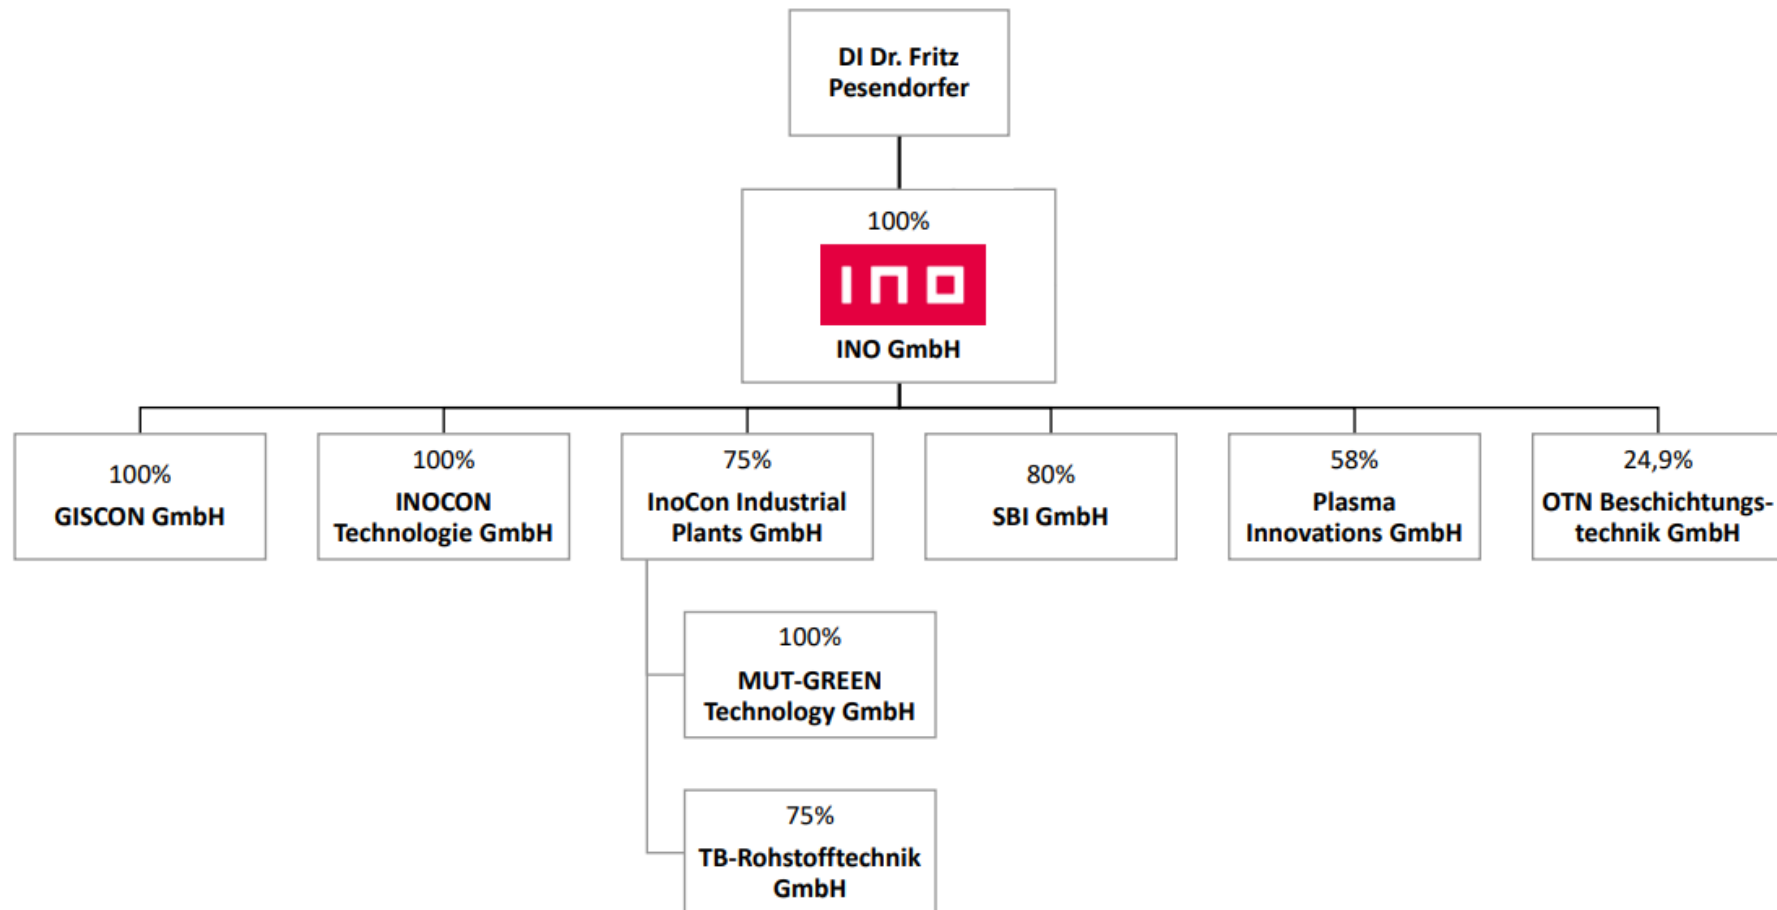 DI Dr. Fritz
Pesendorfer
100%
ino
INO GmbH
100%
GISCON GmbH
100%
INOCON
Technologie GmbH
75%
InoCon Industrial
Plants GmbH
80%
SBI GmbH
58%
Plasma
Innovations GmbH
24,9%
OTN Beschichtungs-
technik GmbH
100%
MUT-GREEN
Technology GmbH
75%
TB-Rohstofftechnik
GmbH